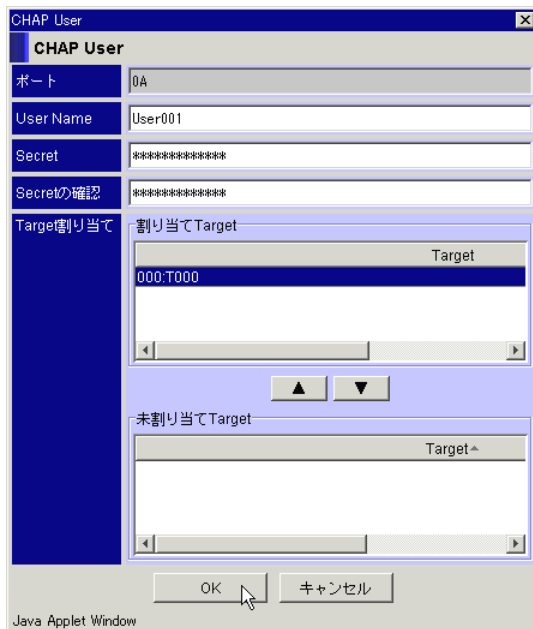 CHAP User
CHAP User
ポート 0A
User Name User001
Secret *************
Secretの確認 *************
Target割り当て
割り当てTarget
Target
000:T000
▲ ▼
未割り当てTarget
Target
OK キャンセル
Java Applet Window